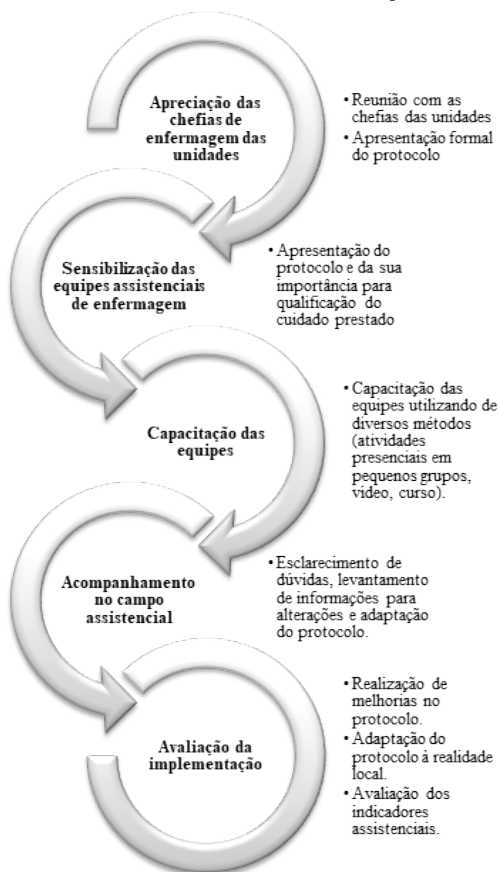 Apreciação das
chefias de
enfermagem das
unidades
• Reunião com as
chefias das unidades
• Apresentação formal
do protocolo
Sensibilização das
equipes assistenciais
de enfermagem
• Apresentação do
protocolo e da sua
importância para
qualificação do
cuidado prestado
Capacitação das
equipes
• Capacitação das
equipes utilizando de
diversos métodos
(atividades
presenciais em
pequenos grupos,
vídeo, curso).
Acompanhamento
no campo
assistencial
• Esclarecimento de
dúvidas, levantamento
de informações para
alterações e adaptação
do protocolo.
Avaliação da
implementação
• Realização de
melhorias no
protocolo.
• Adaptação do
protocolo à realidade
local.
• Avaliação dos
indicadores
assistenciais.